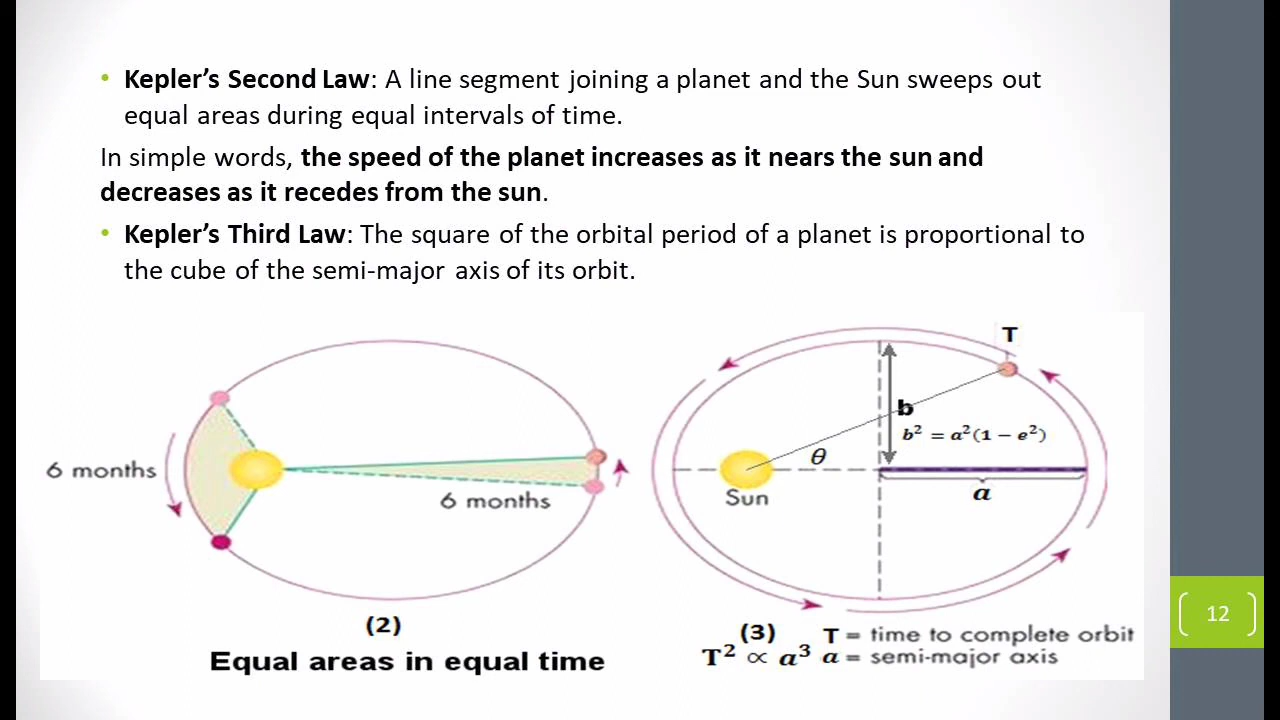 • Kepler’s Second Law: A line segment joining a planet and the Sun sweeps out
equal areas during equal intervals of time.
In simple words, the speed of the planet increases as it nears the sun and
decreases as it recedes from the sun.
• Kepler’s Third Law: The square of the orbital period of a planet is proportional to
the cube of the semi-major axis of its orbit.
6 months
6 months
(2)
Equal areas in equal time
T
b
b² = a²(1 − e²)
θ
Sun
a
(3) T = time to complete orbit
T² ∝ a³ a = semi-major axis
12